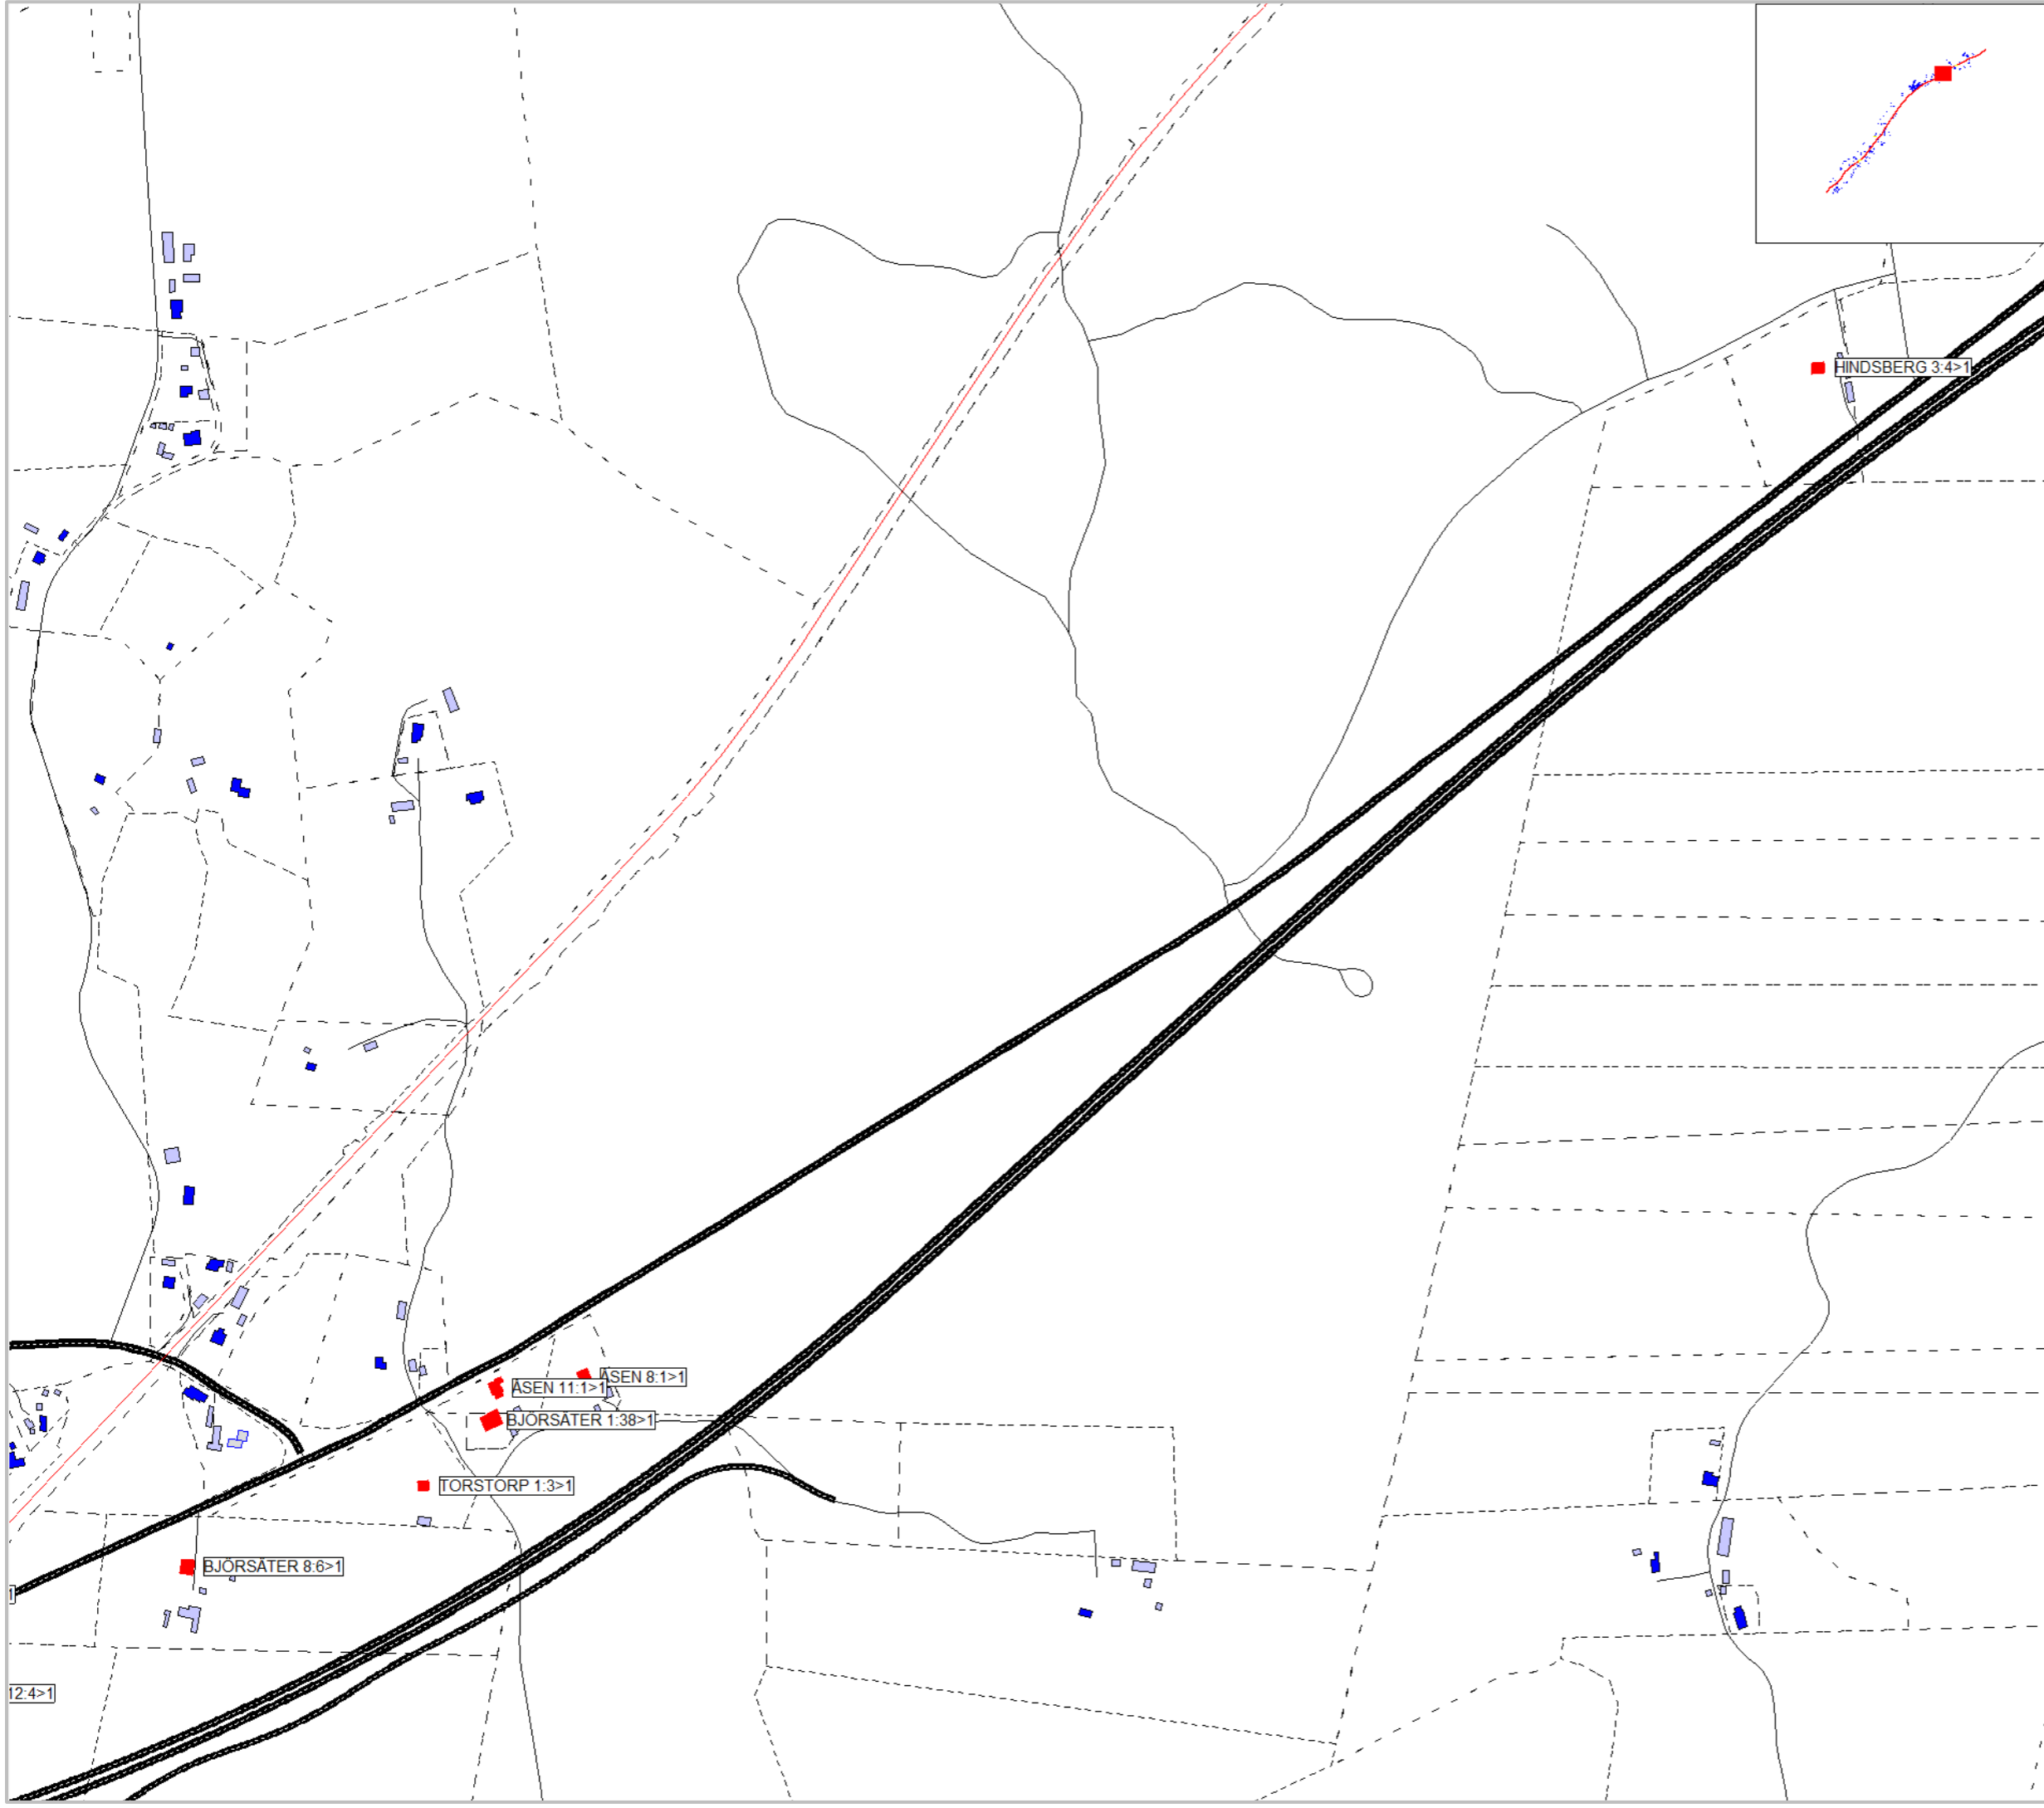 HINDSBERG 3:4>1
ÅSEN 8:1>1
ÅSEN 11:1>1
BJÖRSÄTER 1:38>1
TORSTORP 1:3>1
BJÖRSÄTER 8:6>1
1
12:4>1